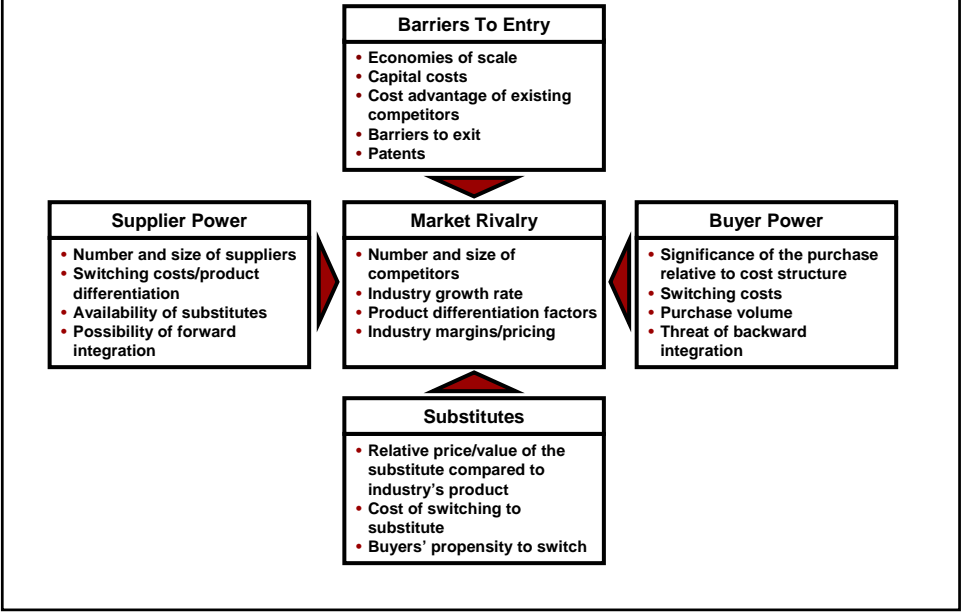 Barriers To Entry
• Economies of scale
• Capital costs
• Cost advantage of existing
competitors
• Barriers to exit
• Patents
Supplier Power
• Number and size of suppliers
• Switching costs/product
differentiation
• Availability of substitutes
• Possibility of forward
integration
Market Rivalry
• Number and size of
competitors
• Industry growth rate
• Product differentiation factors
• Industry margins/pricing
Buyer Power
• Significance of the purchase
relative to cost structure
• Switching costs
• Purchase volume
• Threat of backward
integration
Substitutes
• Relative price/value of the
substitute compared to
industry’s product
• Cost of switching to
substitute
• Buyers’ propensity to switch